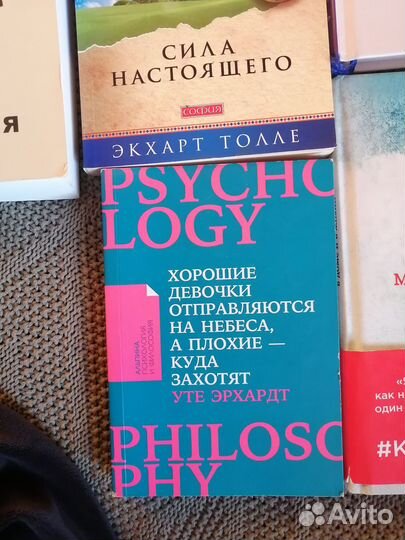 СИЛА
НАСТОЯЩЕГО
СОФИЯ
ЭКХАРТ ТОЛЛЕ
Я
PSYCHO
LOGY
ХОРОШИЕ
ДЕВОЧКИ
ОТПРАВЛЯЮТСЯ
НА НЕБЕСА,
А ПЛОХИЕ —
КУДА
ЗАХОТЯТ
УТЕ ЭРХАРДТ
АЛЬПИНА
ПСИХОЛОГИЯ
И ФИЛОСОФИЯ
PHILOSO
PHY
М
как н
один
#К
Avito